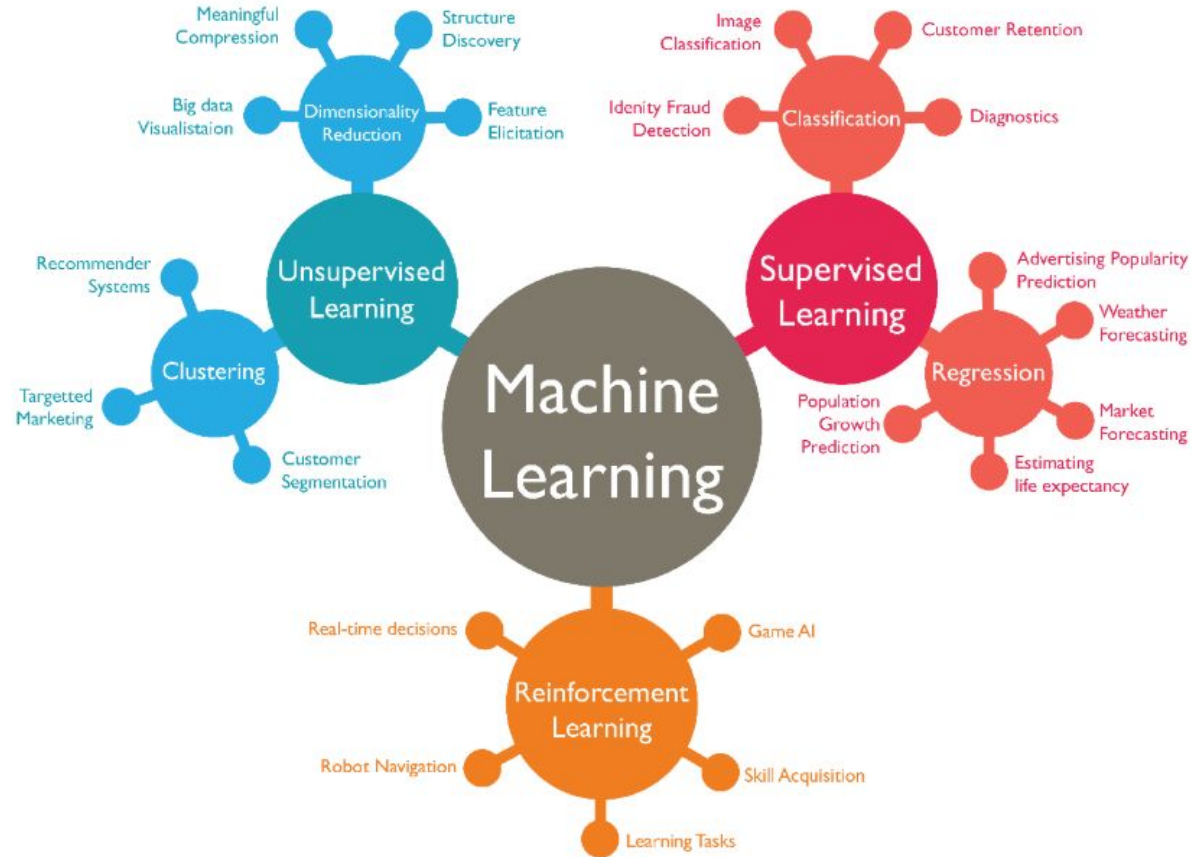 Meaningful
Compression
Structure
Discovery
Big data
Visualistaion
Dimensionality
Reduction
Feature
Elicitation
Image
Classification
Customer Retention
Idenity Fraud
Detection
Classification
Diagnostics
Recommender
Systems
Unsupervised
Learning
Clustering
Targetted
Marketing
Customer
Segmentation
Supervised
Learning
Advertising Popularity
Prediction
Weather
Forecasting
Regression
Population
Growth
Prediction
Market
Forecasting
Estimating
life expectancy
Machine
Learning
Real-time decisions
Game AI
Reinforcement
Learning
Robot Navigation
Skill Acquisition
Learning Tasks